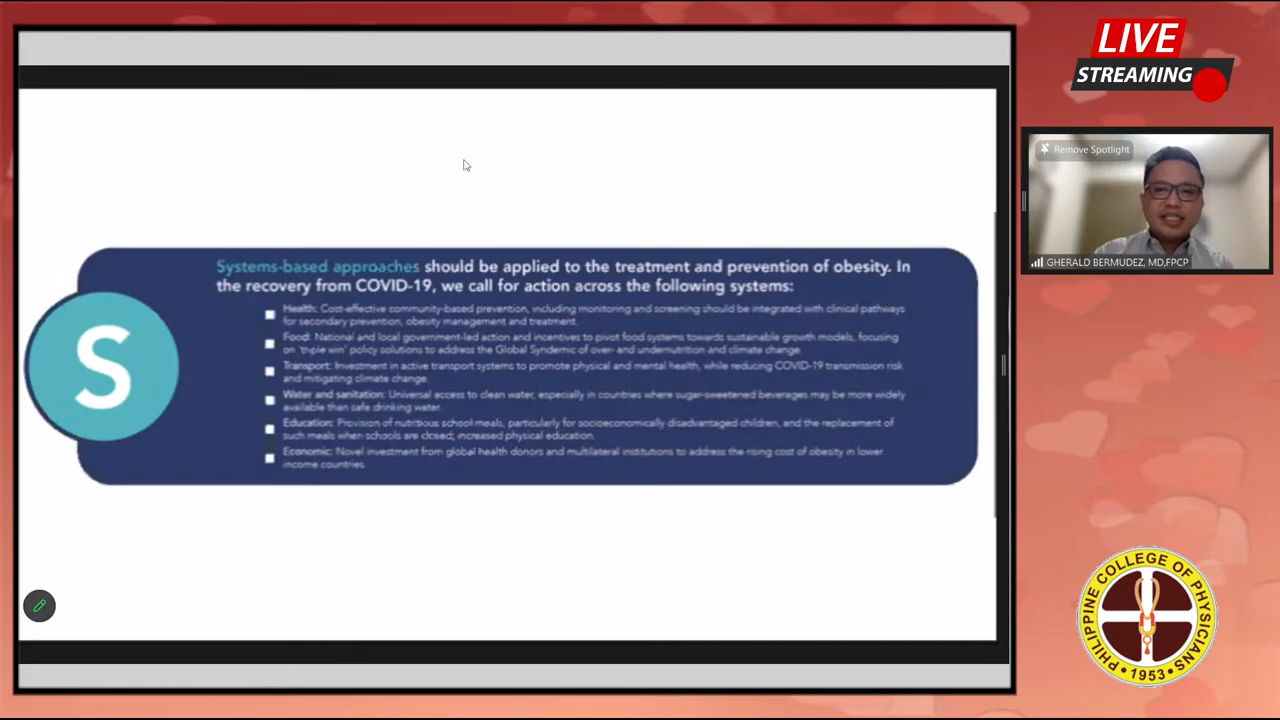 LIVE
STREAMING
Remove Spotlight
GHERALD BERMUDEZ, MD,FPCP
S
Systems-based approaches should be applied to the treatment and prevention of obesity. In
the recovery from COVID-19, we call for action across the following systems:
Health: Cost-effective community-based prevention, including monitoring and screening should be integrated with clinical pathways
for secondary prevention, obesity management and treatment.
Food: National and local government-led action and incentives to pivot food systems towards sustainable growth models, focusing
on 'triple win' policy solutions to address the Global Syndemic of over- and undernutrition and climate change.
Transport: Investment in active transport systems to promote physical and mental health, while reducing COVID-19 transmission risk
and mitigating climate change.
Water and sanitation: Universal access to clean water, especially in countries where sugar-sweetened beverages may be more widely
available than safe drinking water.
Education: Provision of nutritious school meals, particularly for socioeconomically disadvantaged children, and the replacement of
such meals when schools are closed; increased physical education.
Economic: Novel investment from global health donors and multilateral institutions to address the rising cost of obesity in lower
income countries.
PHILIPPINE COLLEGE OF PHYSICIANS
1953